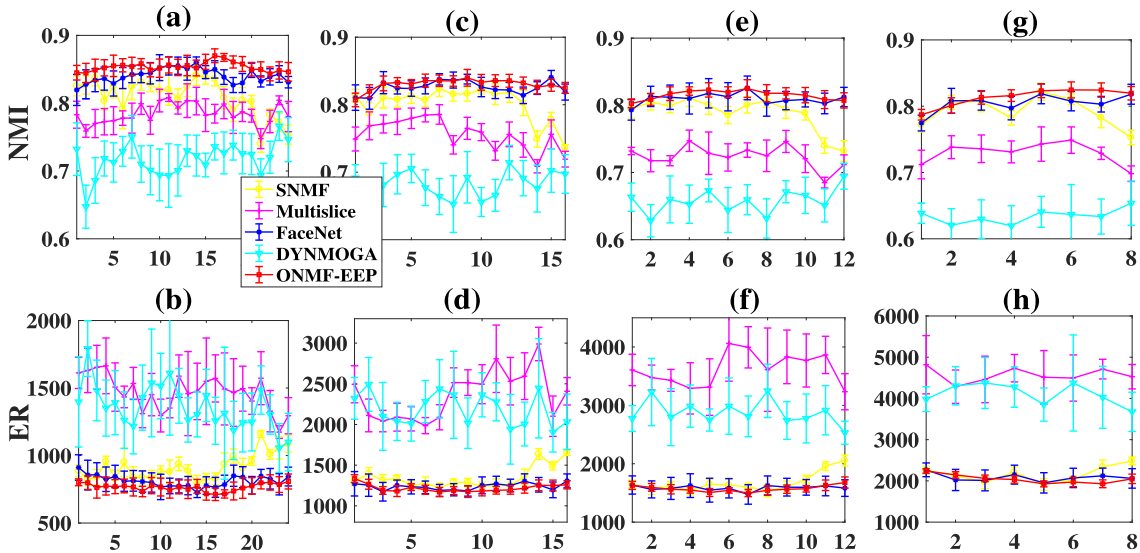 (a) (c) (e) (g)
NMI
0.9 0.8 0.7 0.6
5 10 15
0.9 0.8 0.7 0.6
5 10 15
0.9 0.8 0.7 0.6
2 4 6 8 10 12
0.9 0.8 0.7 0.6
2 4 6 8
SNMF
Multislice
FaceNet
DYNMOGA
ONMF-EEP
(b) (d) (f) (h)
ER
2000 1500 1000 500
5 10 15 20
3000 2500 2000 1500 1000
5 10 15
5000 4000 3000 2000 1000
2 4 6 8 10 12
6000 5000 4000 3000 2000 1000
2 4 6 8